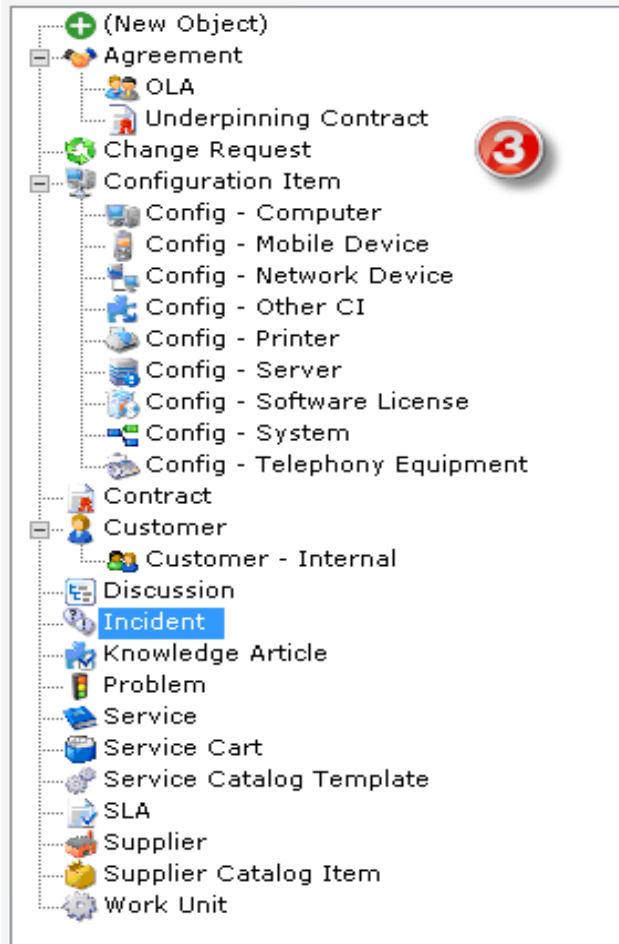 (New Object)
Agreement
OLA
Underpinning Contract
3
Change Request
Configuration Item
Config - Computer
Config - Mobile Device
Config - Network Device
Config - Other CI
Config - Printer
Config - Server
Config - Software License
Config - System
Config - Telephony Equipment
Contract
Customer
Customer - Internal
Discussion
Incident
Knowledge Article
Problem
Service
Service Cart
Service Catalog Template
SLA
Supplier
Supplier Catalog Item
Work Unit